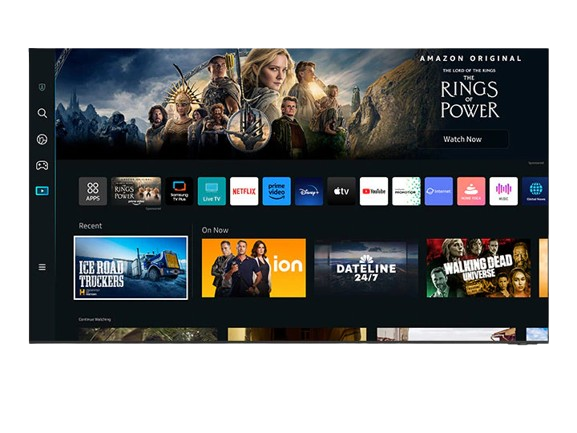 AMAZON ORIGINAL
THE LORD OF THE RINGS
THE
RINGS
OF
POWER
Watch Now
Sponsored
APPS
RINGS
POWER
Samsung
TV Plus
Live TV
NETFLIX
prime
video
Disney+
tv
YouTube
PROMOTION
Internet
MUSIC
Recent
On Now
ICE ROAD
TRUCKERS
ion
DATELINE
24/7
THE
WALKING DEAD
UNIVERSE
Continue Watching